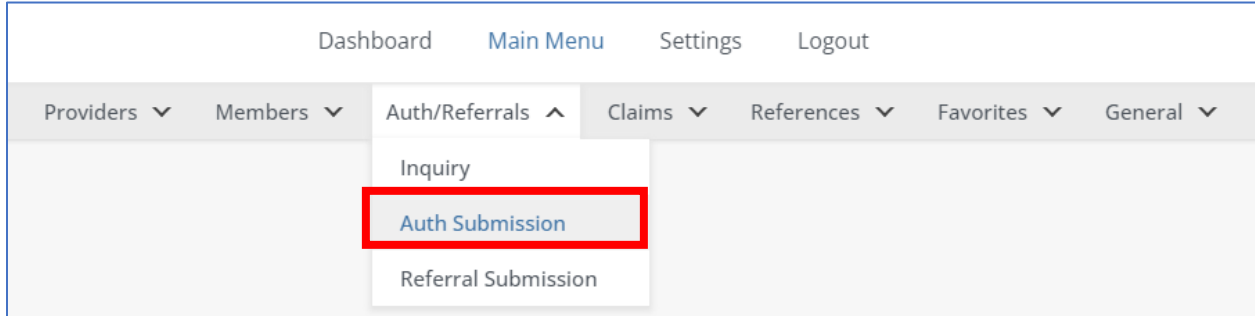 Dashboard Main Menu Settings Logout
Providers Members Auth/Referrals Claims References Favorites General
Inquiry
Auth Submission
Referral Submission